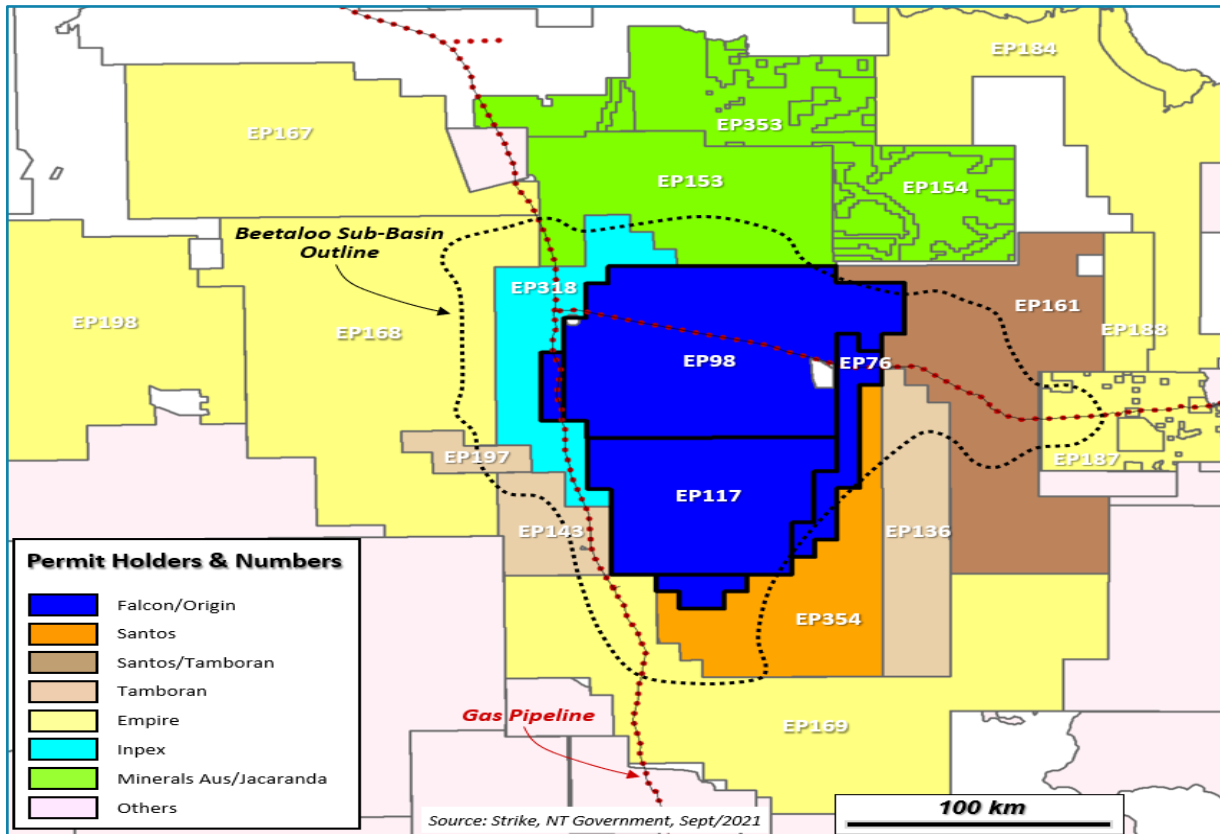 EP184
EP167
EP353
EP153
EP154
Beetaloo Sub-Basin
Outline
EP318
EP161
EP198
EP168
EP188
EP98
EP76
EP197
EP187
EP117
EP143
EP136
EP354
EP169
Gas Pipeline
Permit Holders & Numbers
Falcon/Origin
Santos
Santos/Tamboran
Tamboran
Empire
Inpex
Minerals Aus/Jacaranda
Others
Source: Strike, NT Government, Sept/2021
100 km